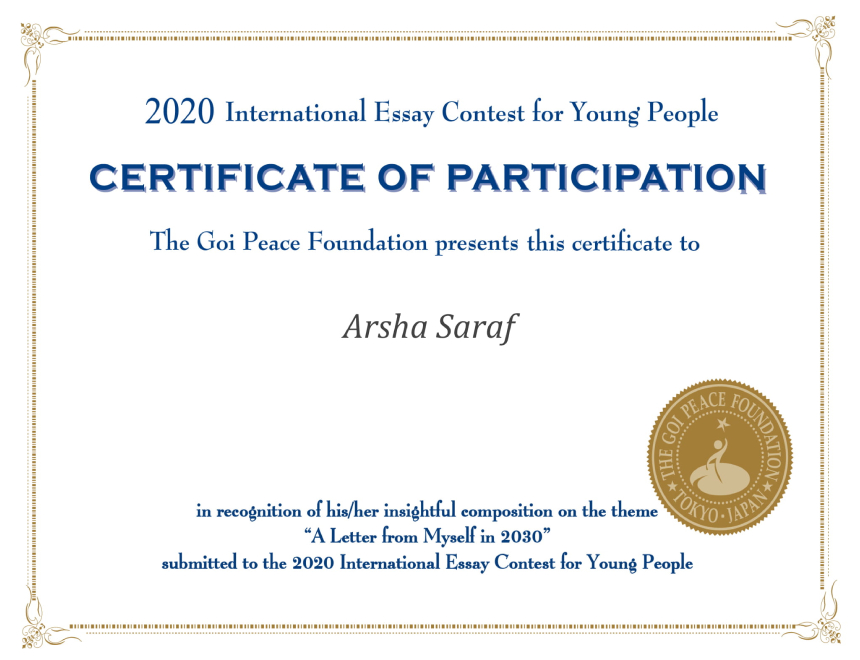 2020 International Essay Contest for Young People
CERTIFICATE OF PARTICIPATION
The Goi Peace Foundation presents this certificate to
Arsha Saraf
THE GOI PEACE FOUNDATION
TOKYO · JAPAN
in recognition of his/her insightful composition on the theme
“A Letter from Myself in 2030”
submitted to the 2020 International Essay Contest for Young People